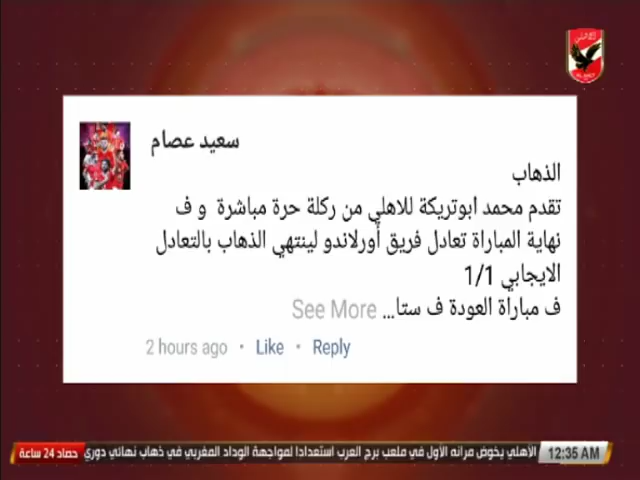 سعيد عصام
الذهاب
تقدم محمد ابوتريكة للاهلي من ركلة حرة مباشرة و ف
نهاية المباراة تعادل فريق أورلاندو لينتهي الذهاب بالتعادل
الايجابي 1/1
ف مباراة العودة ف ستا... See More
2 hours ago • Like • Reply
حصاد 24 ساعة
الأهلي يخوض مرانه الأول في ملعب برج العرب استعدادا لمواجهة الوداد المغربي في ذهاب نهائي دوري
12:35 AM